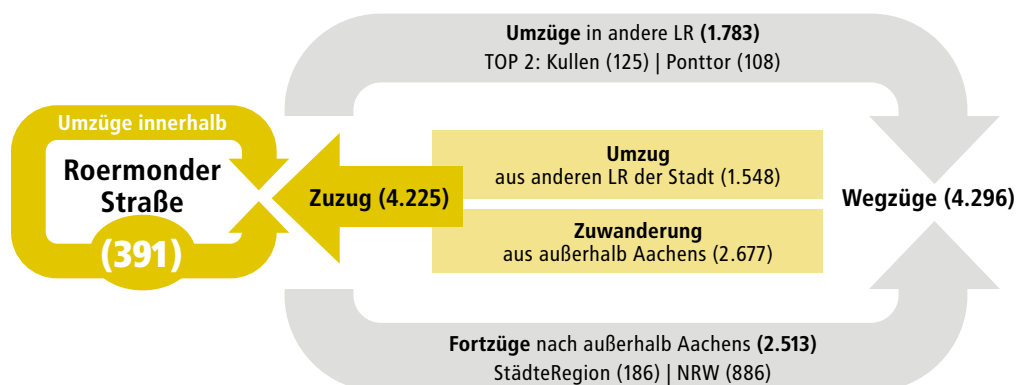 Umzüge in andere LR (1.783)
TOP 2: Kullen (125) | Ponttor (108)
Umzüge innerhalb
Roermonder
Straße
(391)
Zuzug (4.225)
Umzug
aus anderen LR der Stadt (1.548)
Zuwanderung
aus außerhalb Aachens (2.677)
Wegzüge (4.296)
Fortzüge nach außerhalb Aachens (2.513)
StädteRegion (186) | NRW (886)